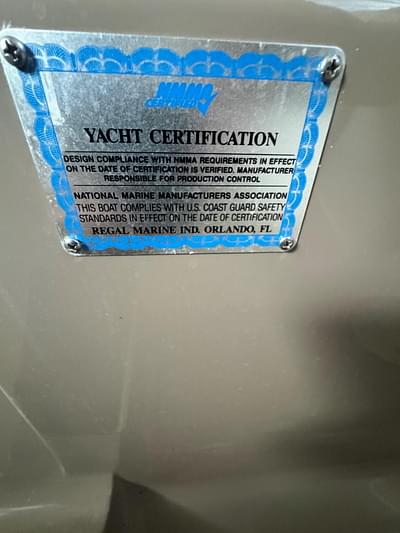 NMMA
CERTIFIED
YACHT CERTIFICATION
DESIGN COMPLIANCE WITH NMMA REQUIREMENTS IN EFFECT
ON THE DATE OF CERTIFICATION IS VERIFIED. MANUFACTURER
RESPONSIBLE FOR PRODUCTION CONTROL
NATIONAL MARINE MANUFACTURERS ASSOCIATION
THIS BOAT COMPLIES WITH U.S. COAST GUARD SAFETY
STANDARDS IN EFFECT ON THE DATE OF CERTIFICATION
REGAL MARINE IND. ORLANDO, FL